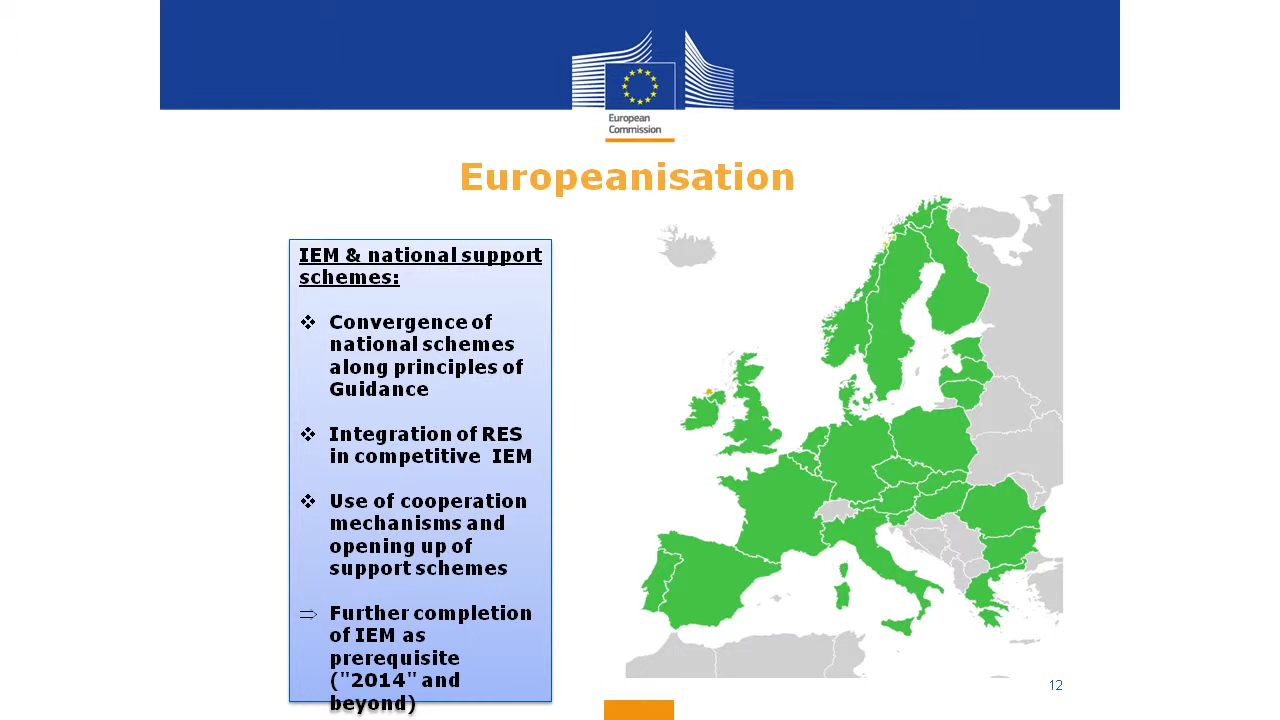 European
Commission
Europeanisation
IEM & national support
schemes:
❖ Convergence of
national schemes
along principles of
Guidance
❖ Integration of RES
in competitive IEM
❖ Use of cooperation
mechanisms and
opening up of
support schemes
⇒ Further completion
of IEM as
prerequisite
("2014" and
beyond)
12